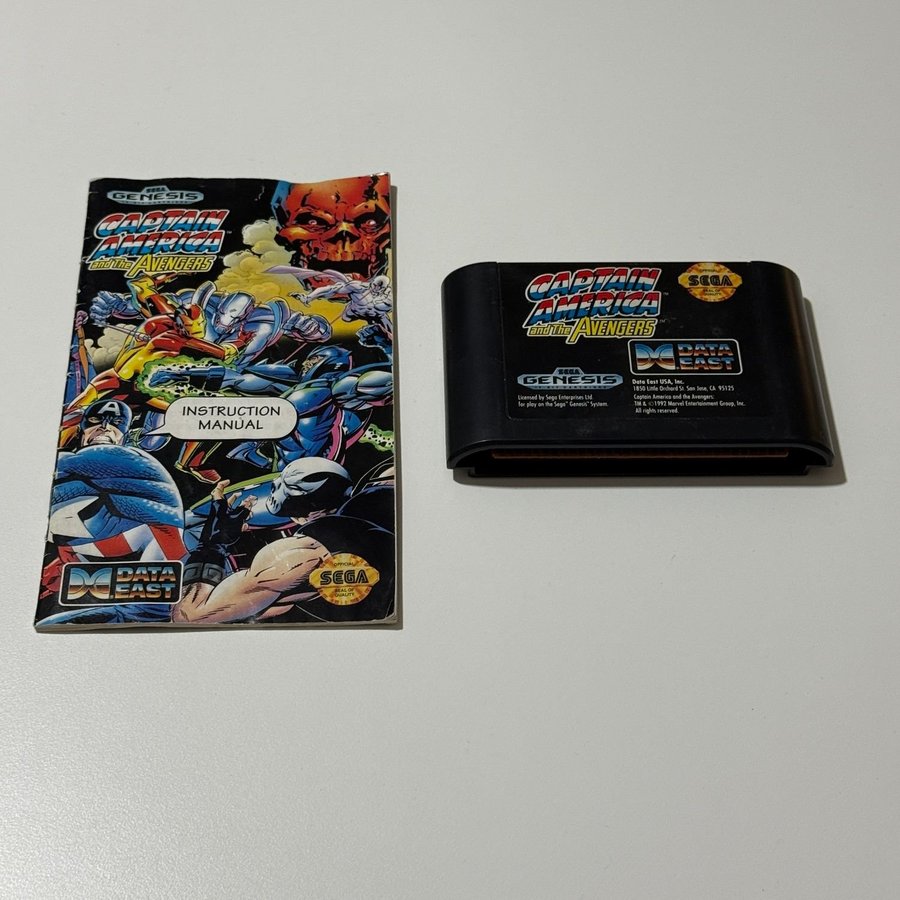 SEGA
GENESIS
CAPTAIN
AMERICA
and The AVENGERS
INSTRUCTION
MANUAL
DATA
EAST
OFFICIAL
SEGA
SEAL OF
QUALITY
CAPTAIN
AMERICA
and The AVENGERS
OFFICIAL
SEGA
SEAL OF
QUALITY
DATA
EAST
SEGA
GENESIS
Licensed by Sega Enterprises Ltd.
for play on the Sega Genesis System.
Data East USA, Inc.
1850 Little Orchard St. San Jose, CA 95125
Captain America and the Avengers:
TM & ©1992 Marvel Entertainment Group, Inc.
All rights reserved.